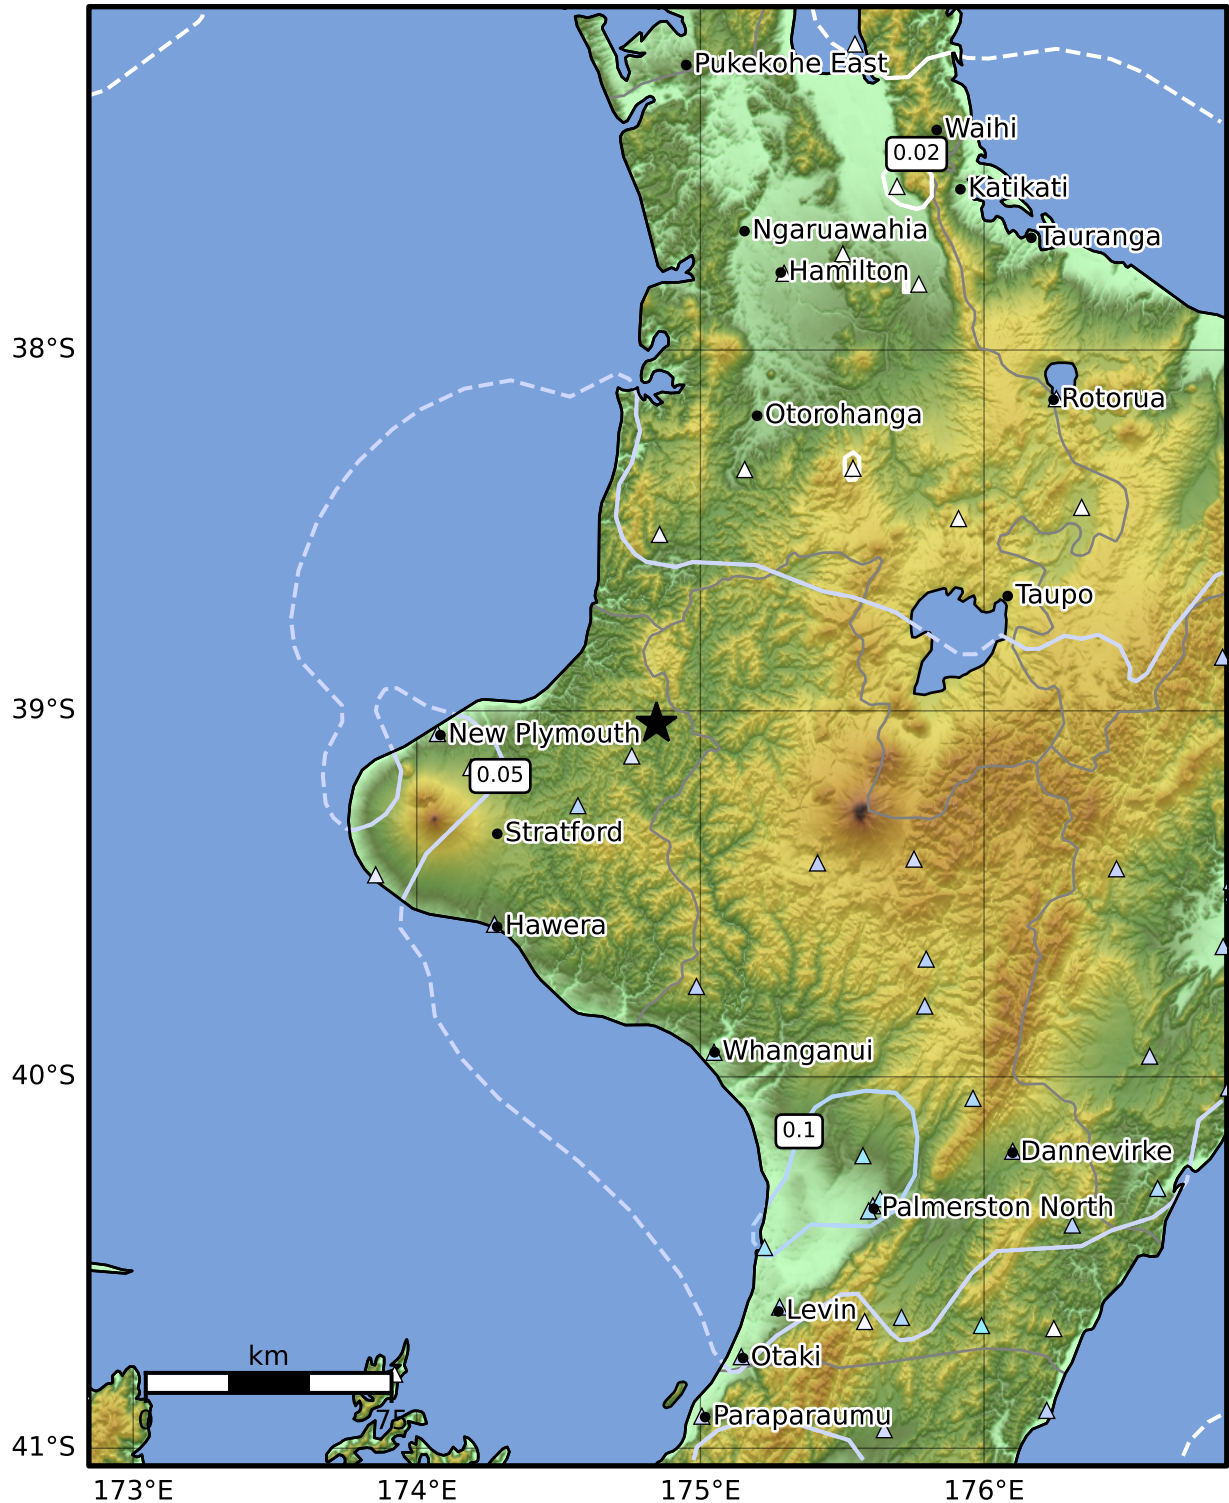 Pukekohe East
Waihi
0.02
Katikati
Ngaruawahia
Tauranga
Hamilton
38°S
Rotorua
Otorohanga
Taupo
39°S
New Plymouth
0.05
Stratford
Hawera
Whanganui
40°S
0.1
Dannevirke
Palmerston North
Levin
km
Otaki
0
75
Paraparaumu
41°S
173°E
174°E
175°E
176°E